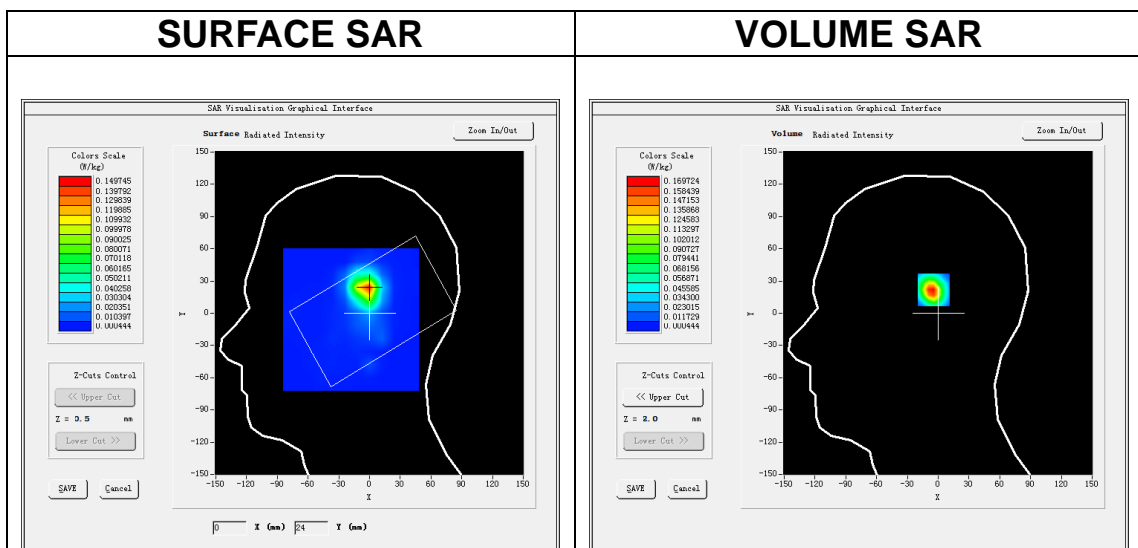 SURFACE SAR
VOLUME SAR
SAR Visualisation Graphical Interface
Surface Radiated Intensity
Zoom In/Out
Colors Scale
(W/kg)
0.149745
0.139792
0.129839
0.119885
0.109932
0.099978
0.090025
0.080071
0.070118
0.060165
0.050211
0.040258
0.030304
0.020351
0.010397
0.000444
Z-Cuts Control
<< Upper Cut
Z = 3.5 mm
Lower Cut >>
SAVE
Cancel
150
120
90
60
30
0
-30
-60
-90
-120
-150
Y
-150 -120 -90 -60 -30 0 30 60 90 120 150
X
0 X (mm) 24 Y (mm)
SAR Visualisation Graphical Interface
Volume Radiated Intensity
Zoom In/Out
Colors Scale
(W/kg)
0.169724
0.158439
0.147153
0.135868
0.124583
0.113297
0.102012
0.090727
0.079441
0.068156
0.056871
0.045585
0.034300
0.023015
0.011729
0.000444
Z-Cuts Control
<< Upper Cut
Z = 2.0 mm
Lower Cut >>
SAVE
Cancel
150
120
90
60
30
0
-30
-60
-90
-120
-150
Y
-150 -120 -90 -60 -30 0 30 60 90 120 150
X